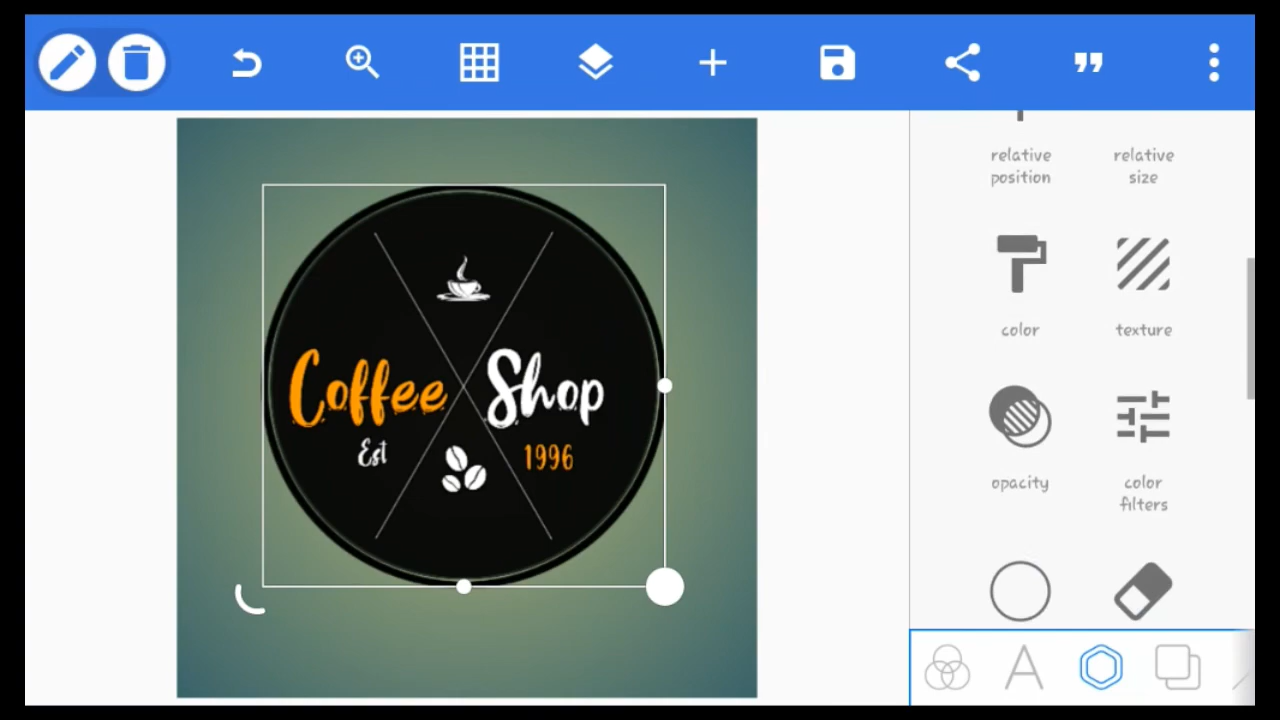 relative position
relative size
color
texture
opacity
color filters
Coffee Shop
Est
1996